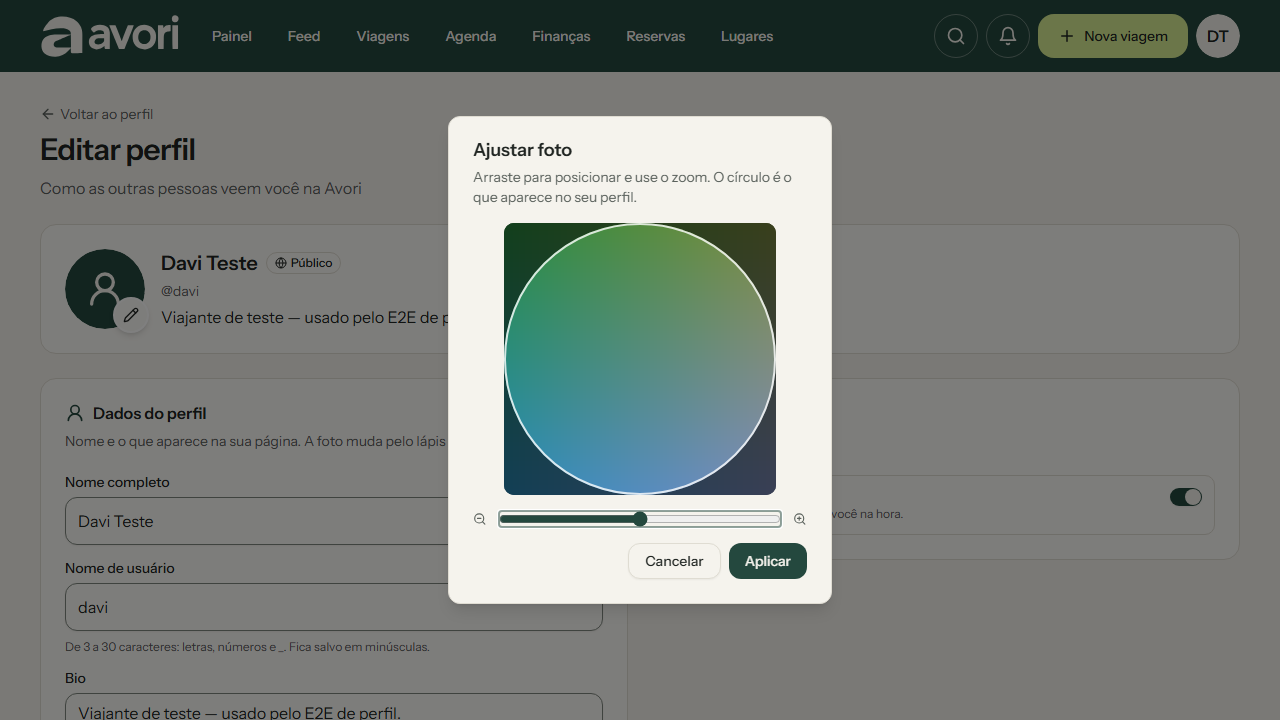 avori
Painel
Feed
Viagens
Agenda
Finanças
Reservas
Lugares
Nova viagem
DT
Voltar ao perfil
Editar perfil
Como as outras pessoas veem você na Avori
Davi Teste
Público
@davi
Viajante de teste — usado pelo E2E de p
Dados do perfil
Nome e o que aparece na sua página. A foto muda pelo lápis
Nome completo
Davi Teste
Nome de usuário
davi
De 3 a 30 caracteres: letras, números e _. Fica salvo em minúsculas.
Bio
Viajante de teste — usado pelo E2E de perfil.
você na hora.
Ajustar foto
Arraste para posicionar e use o zoom. O círculo é o
que aparece no seu perfil.
Cancelar
Aplicar